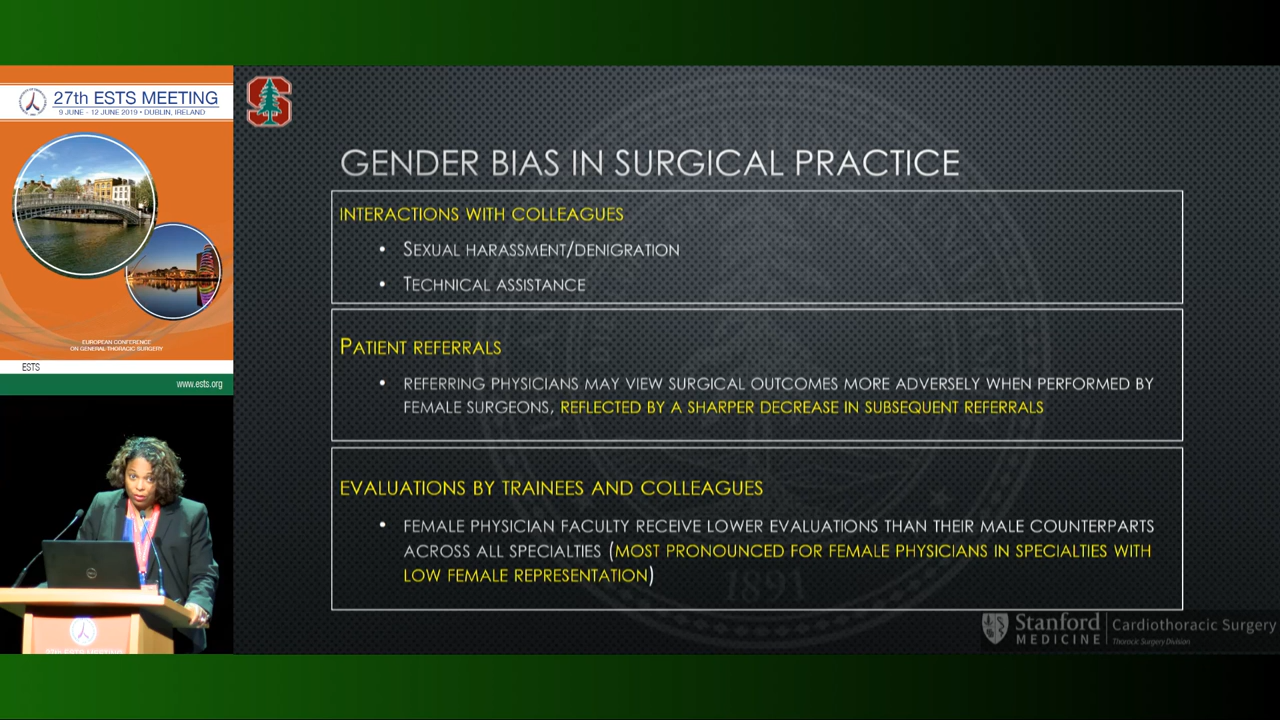 27th ESTS MEETING
9 JUNE - 12 JUNE 2019 • DUBLIN, IRELAND
EUROPEAN CONFERENCE
ON GENERAL THORACIC SURGERY
ESTS
www.ests.org
S
GENDER BIAS IN SURGICAL PRACTICE
INTERACTIONS WITH COLLEAGUES
• SEXUAL HARASSMENT/DENIGRATION
• TECHNICAL ASSISTANCE
PATIENT REFERRALS
• REFERRING PHYSICIANS MAY VIEW SURGICAL OUTCOMES MORE ADVERSELY WHEN PERFORMED BY
FEMALE SURGEONS, REFLECTED BY A SHARPER DECREASE IN SUBSEQUENT REFERRALS
EVALUATIONS BY TRAINEES AND COLLEAGUES
• FEMALE PHYSICIAN FACULTY RECEIVE LOWER EVALUATIONS THAN THEIR MALE COUNTERPARTS
ACROSS ALL SPECIALTIES (MOST PRONOUNCED FOR FEMALE PHYSICIANS IN SPECIALTIES WITH
LOW FEMALE REPRESENTATION)
1891
Stanford
MEDICINE
Cardiothoracic Surgery
Thoracic Surgery Division
27TH ESTS MEETING